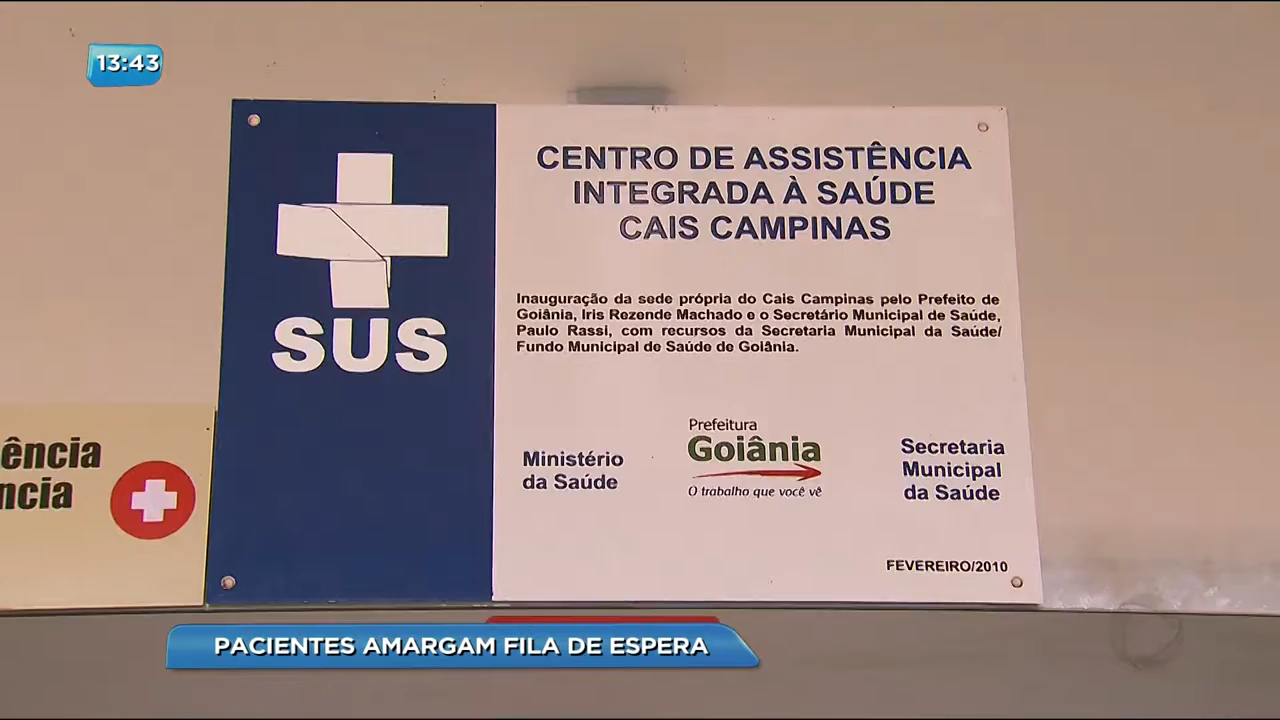 13:43
CENTRO DE ASSISTÊNCIA
INTEGRADA À SAÚDE
CAIS CAMPINAS
SUS
Inauguração da sede própria do Cais Campinas pelo Prefeito de
Goiânia, Iris Rezende Machado e o Secretário Municipal de Saúde,
Paulo Rassi, com recursos da Secretaria Municipal da Saúde/
Fundo Municipal de Saúde de Goiânia.
ência
ncia
Ministério
da Saúde
Prefeitura
Goiânia
O trabalho que você vê
Secretaria
Municipal
da Saúde
FEVEREIRO/2010
PACIENTES AMARGAM FILA DE ESPERA